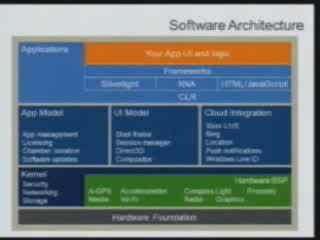 Software Architecture
Applications
Your App UI and logic
Frameworks
Silverlight
XNA
HTML/JavaScript
CLR
App Model
App management
Licensing
Chamber isolation
Software updates
UI Model
Shell frame
Session manager
Direct3D
Compositor
Cloud Integration
Xbox LIVE
Bing
Location
Push notifications
Windows Live ID
Kernel
Security
Networking
Storage
Hardware BSP
A-GPS Accelerometer Compass Light Proximity
Media Wi-Fi Radio Graphics
Hardware Foundation